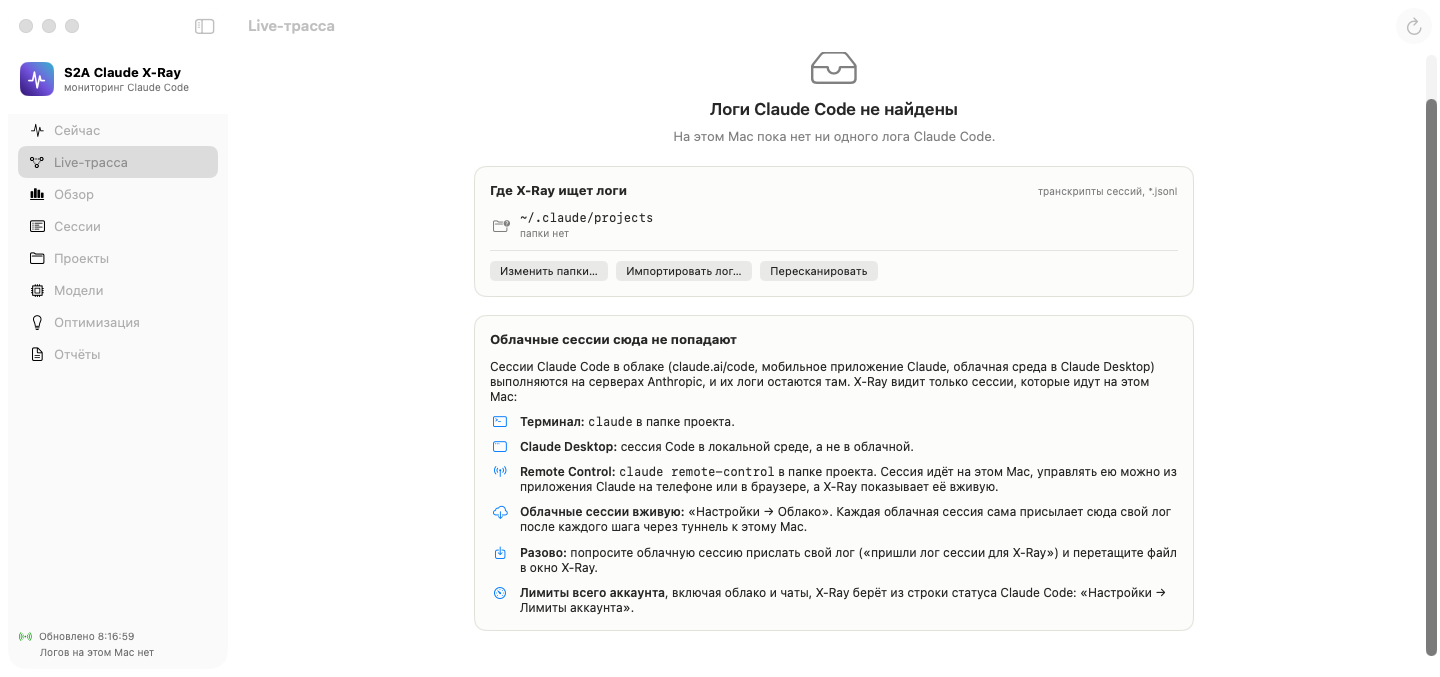 Live-трасса
S2A Claude X-Ray
мониторинг Claude Code
Сейчас
Live-трасса
Обзор
Сессии
Проекты
Модели
Оптимизация
Отчёты
Обновлено 8:16:59
Логов на этом Mac нет
Логи Claude Code не найдены
На этом Mac пока нет ни одного лога Claude Code.
Где X-Ray ищет логи
транскрипты сессий, *.jsonl
~/.claude/projects
папки нет
Изменить папки...
Импортировать лог...
Пересканировать
Облачные сессии сюда не попадают
Сессии Claude Code в облаке (claude.ai/code, мобильное приложение Claude, облачная среда в Claude Desktop)
выполняются на серверах Anthropic, и их логи остаются там. X-Ray видит только сессии, которые идут на этом
Mac:
Терминал: claude в папке проекта.
Claude Desktop: сессия Code в локальной среде, а не в облачной.
Remote Control: claude remote-control в папке проекта. Сессия идёт на этом Mac, управлять ею можно из
приложения Claude на телефоне или в браузере, а X-Ray показывает её вживую.
Облачные сессии вживую: «Настройки → Облако». Каждая облачная сессия сама присылает сюда свой лог
после каждого шага через туннель к этому Mac.
Разово: попросите облачную сессию прислать свой лог («пришли лог сессии для X-Ray») и перетащите файл
в окно X-Ray.
Лимиты всего аккаунта, включая облако и чаты, X-Ray берёт из строки статуса Claude Code: «Настройки →
Лимиты аккаунта».